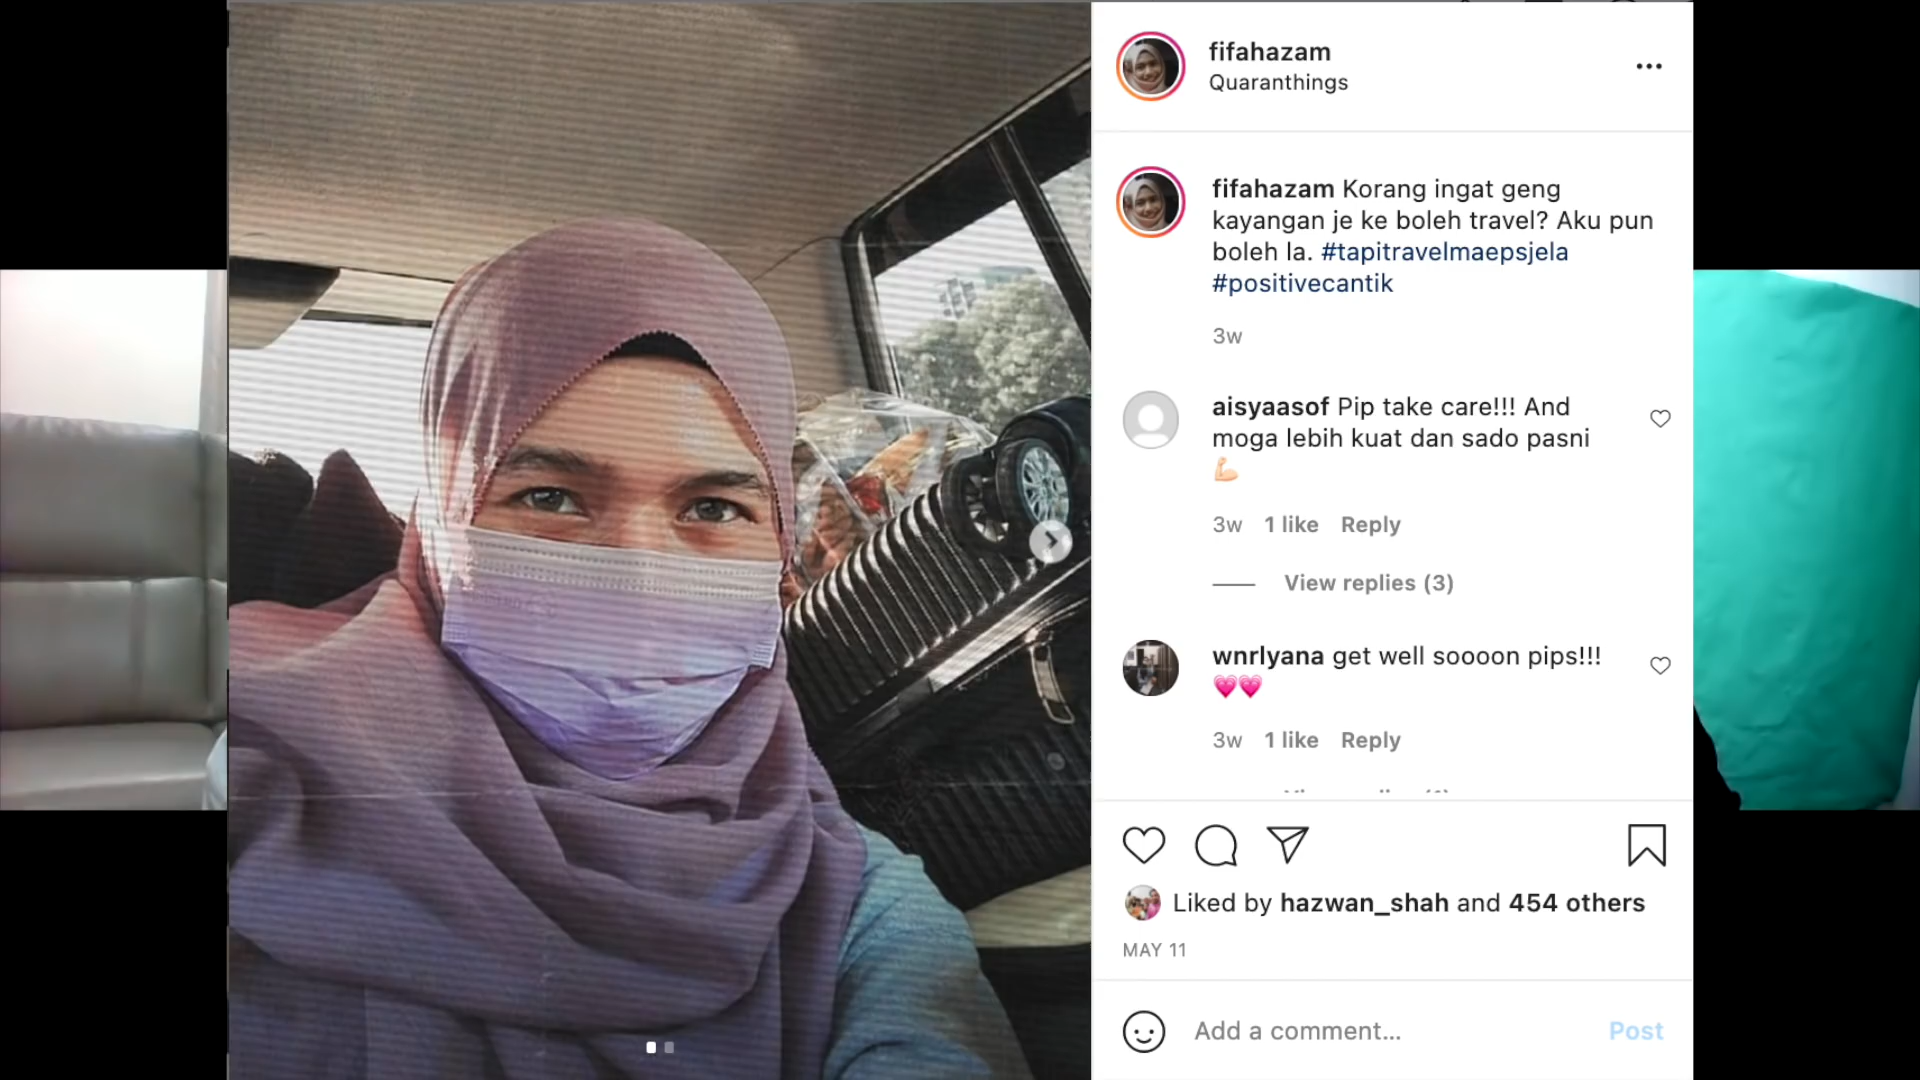 fifahazam
Quaranthings
fifahazam Korang ingat geng
kayangan je ke boleh travel? Aku pun
boleh la. #tapitravelmaepsjela
#positivecantik
3w
aisyaasof Pip take care!!! And
moga lebih kuat dan sado pasni
💪🏻
3w 1 like Reply
View replies (3)
wnrlyana get well soooon pips!!!
💗💗
3w 1 like Reply
Liked by hazwan_shah and 454 others
MAY 11
Add a comment... Post